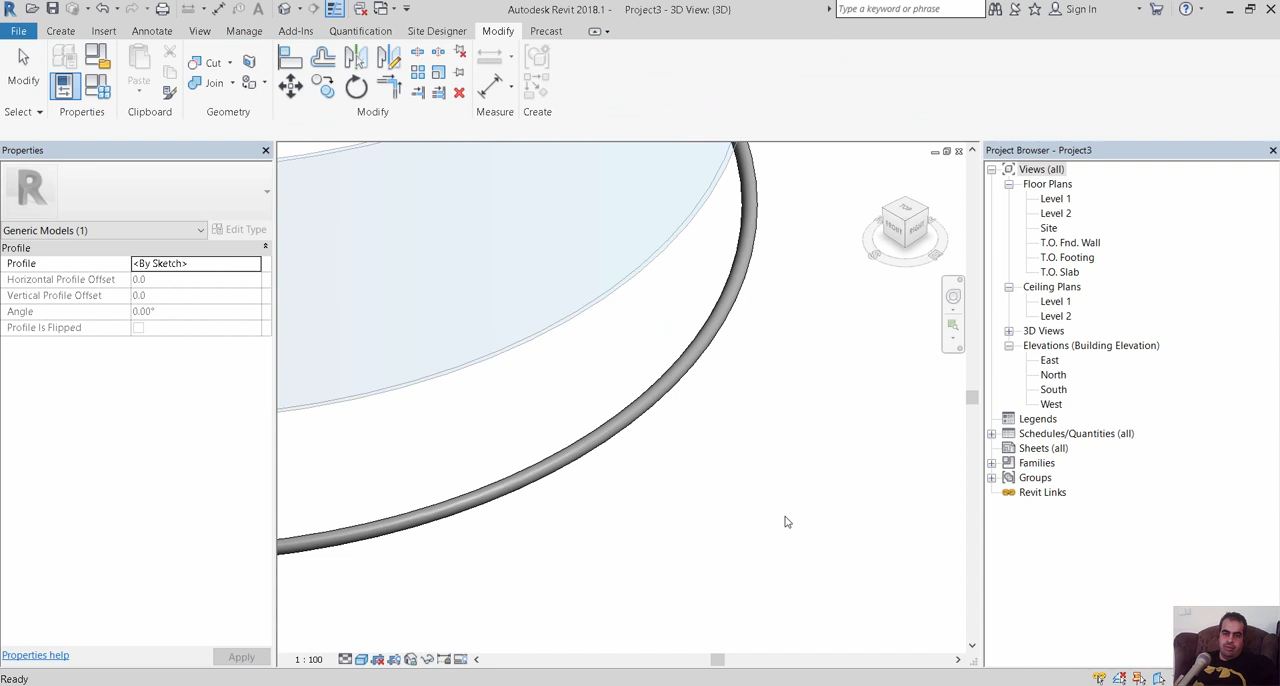 Autodesk Revit 2018.1 - Project3 - 3D View: {3D}
Type a keyword or phrase
Sign In
File
Create
Insert
Annotate
View
Manage
Add-Ins
Quantification
Site Designer
Modify
Precast
Modify
Paste
Cut
Join
Select
Properties
Clipboard
Geometry
Modify
Measure
Create
Properties
Generic Models (1)
Edit Type
Profile
Profile
<By Sketch>
Horizontal Profile Offset
0.0
Vertical Profile Offset
0.0
Angle
0.00°
Profile Is Flipped
Properties help
Apply
TOP
FRONT
RIGHT
1 : 100
Project Browser - Project3
Views (all)
Floor Plans
Level 1
Level 2
Site
T.O. Fnd. Wall
T.O. Footing
T.O. Slab
Ceiling Plans
Level 1
Level 2
3D Views
Elevations (Building Elevation)
East
North
South
West
Legends
Schedules/Quantities (all)
Sheets (all)
Families
Groups
Revit Links
Ready